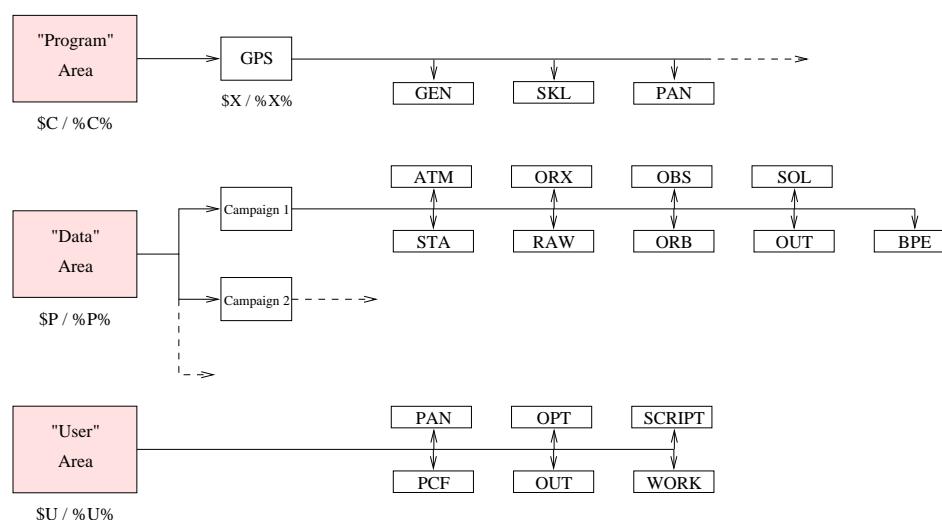 "Program"
Area
$C / %C%
GPS
$X / %X%
GEN
SKL
PAN
"Data"
Area
$P / %P%
Campaign 1
Campaign 2
ATM
ORX
OBS
SOL
STA
RAW
ORB
OUT
BPE
"User"
Area
$U / %U%
PAN
OPT
SCRIPT
PCF
OUT
WORK